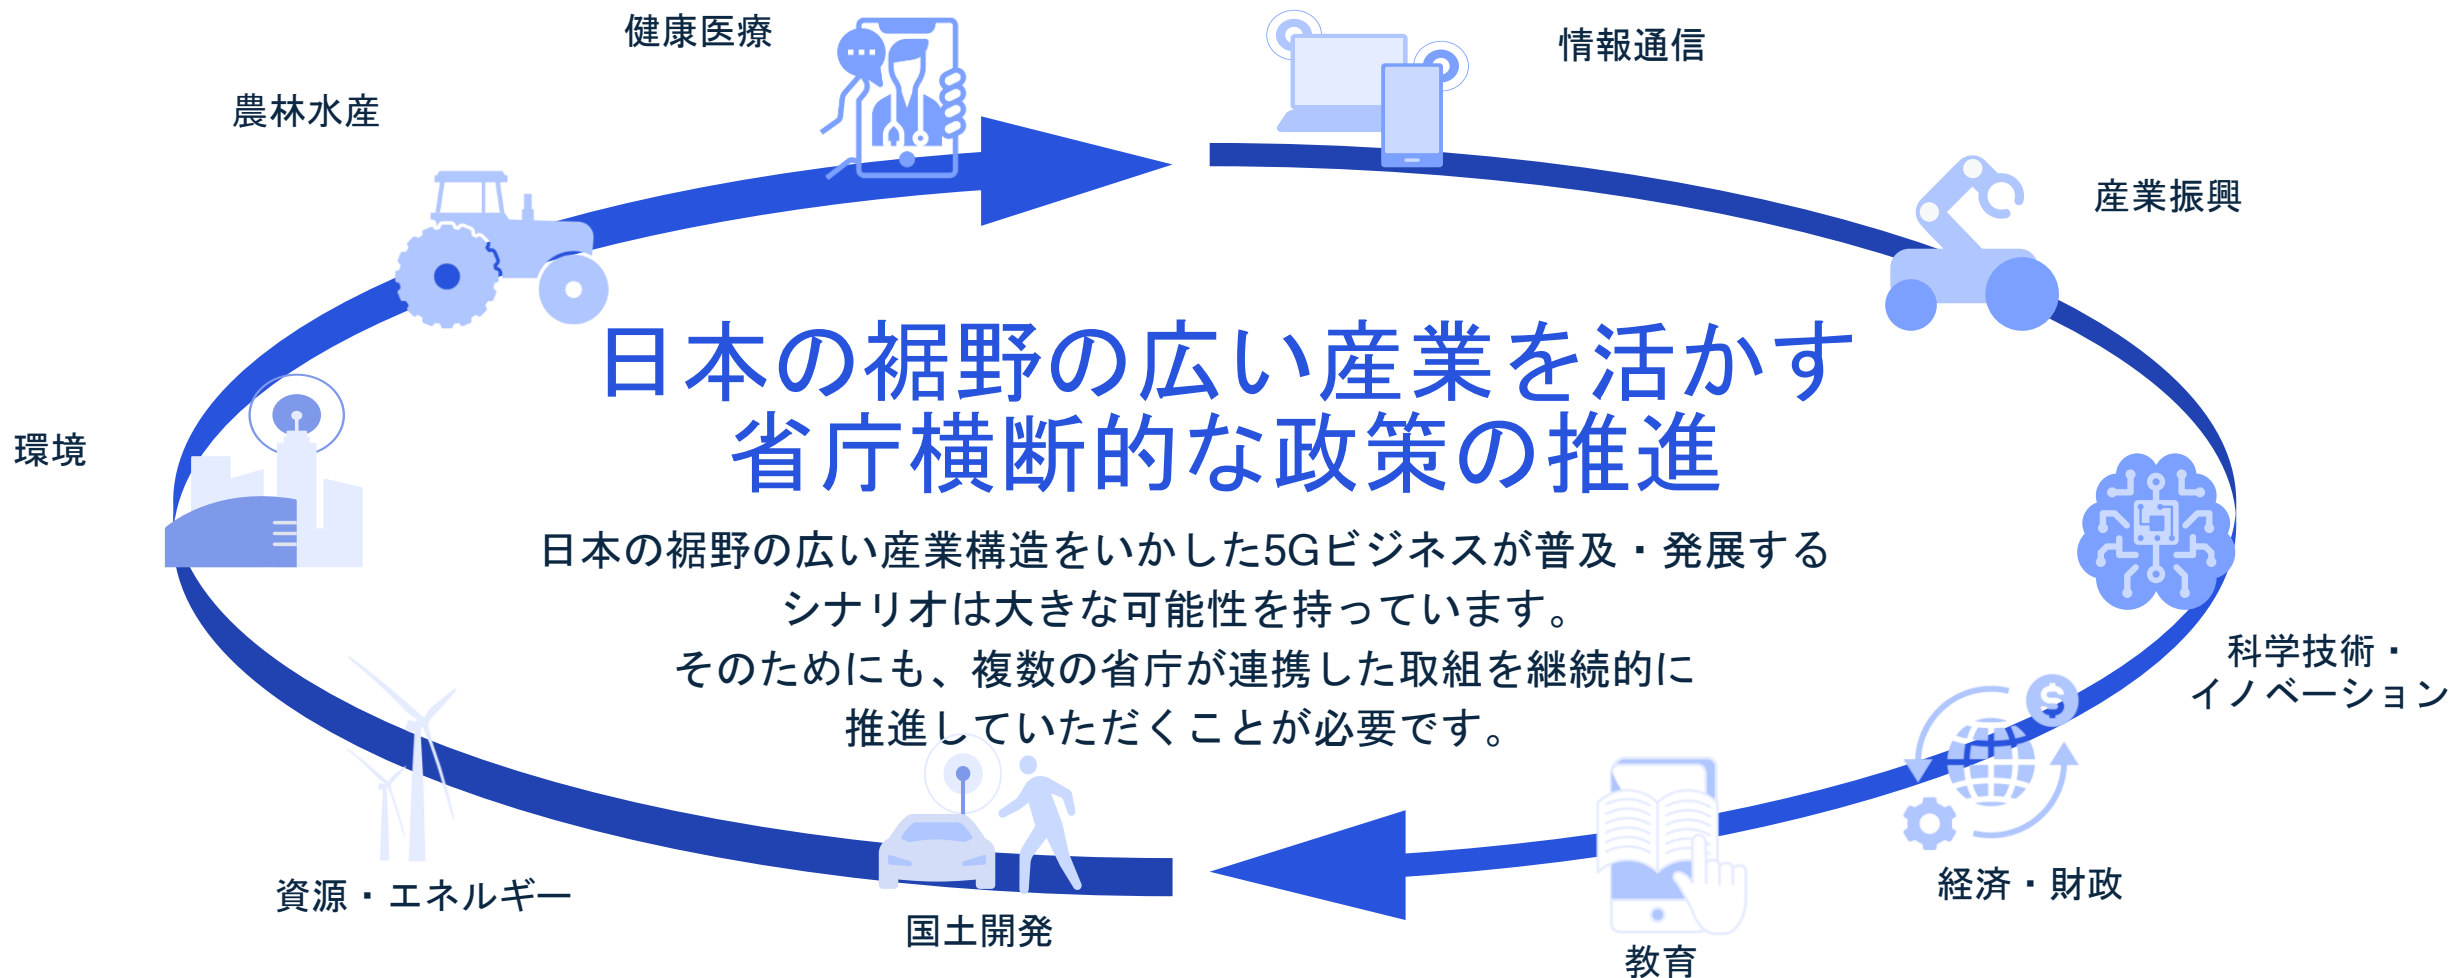 健康医療
情報通信
農林水産
産業振興
日本の裾野の広い産業を活かす
省庁横断的な政策の推進
環境
日本の裾野の広い産業構造をいかした5Gビジネスが普及・発展する
シナリオは大きな可能性を持っています。
そのためにも、複数の省庁が連携した取組を継続的に
推進していただくことが必要です。
科学技術・
イノベーション
資源・エネルギー
経済・財政
国土開発
教育